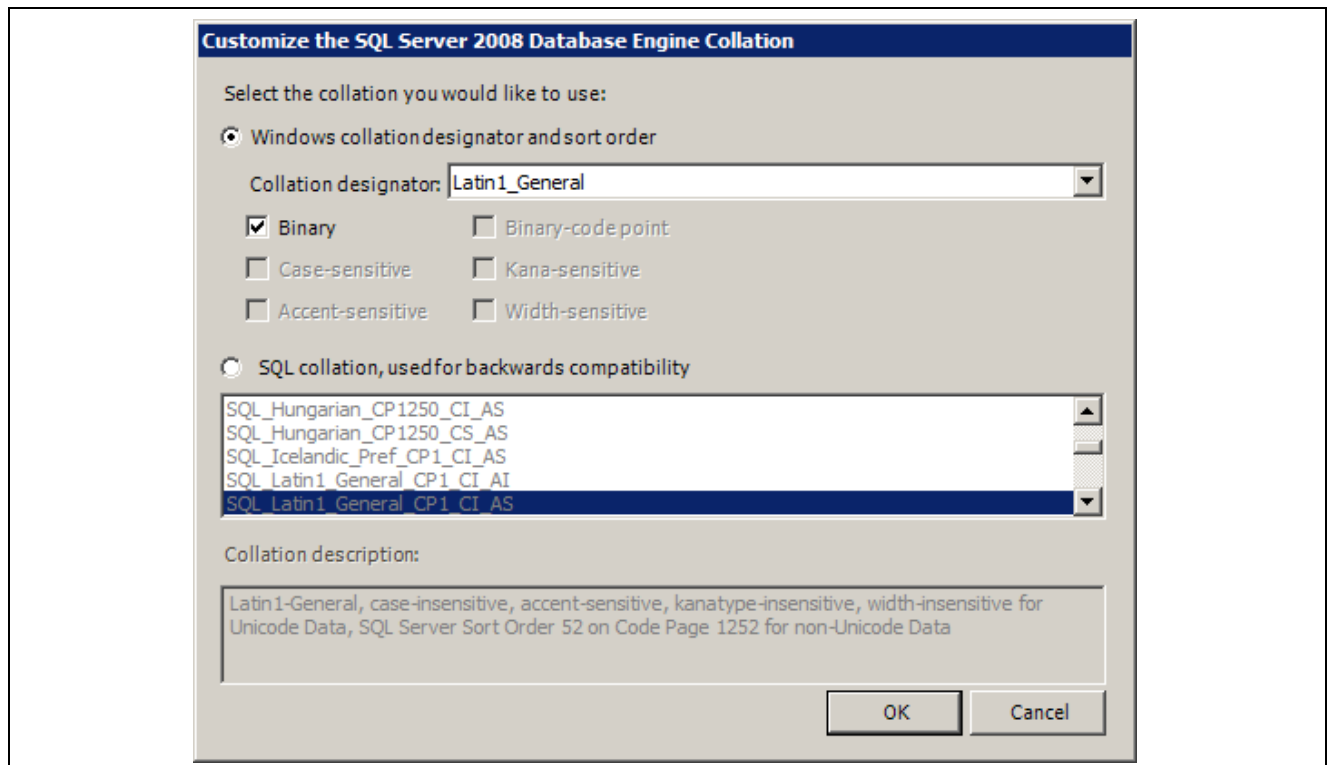 Customize the SQL Server 2008 Database Engine Collation
Select the collation you would like to use:
Windows collation designator and sort order
Collation designator: Latin1_General
Binary Binary-code point
Case-sensitive Kana-sensitive
Accent-sensitive Width-sensitive
SQL collation, used for backwards compatibility
SQL_Hungarian_CP1250_CI_AS
SQL_Hungarian_CP1250_CS_AS
SQL_Icelandic_Pref_CP1_CI_AS
SQL_Latin1_General_CP1_CI_AI
SQL_Latin1_General_CP1_CI_AS
Collation description:
Latin1-General, case-insensitive, accent-sensitive, kanatype-insensitive, width-insensitive for
Unicode Data, SQL Server Sort Order 52 on Code Page 1252 for non-Unicode Data
OK Cancel